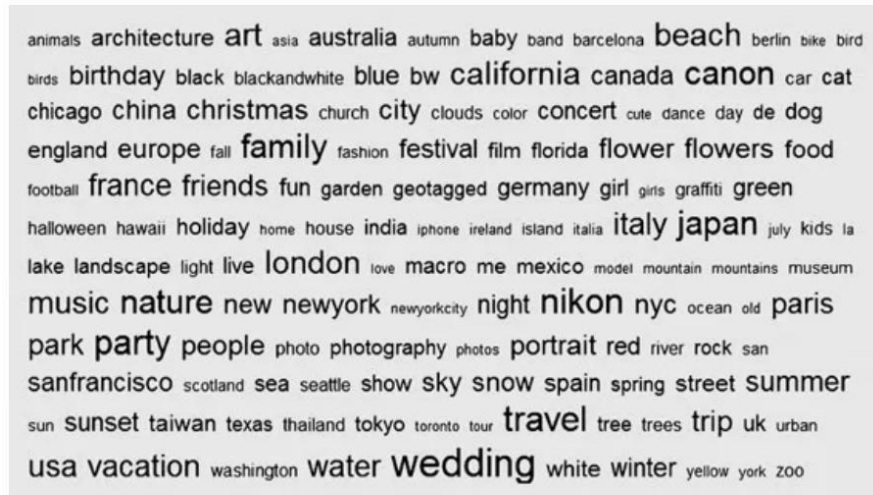 animals architecture art asia australia autumn baby band barcelona beach berlin bike bird
birds birthday black blackandwhite blue bw california canada canon car cat
chicago china christmas church city clouds color concert cute dance day de dog
england europe fall family fashion festival film florida flower flowers food
football france friends fun garden geotagged germany girl girls graffiti green
halloween hawaii holiday home house india iphone ireland island italia italy japan july kids la
lake landscape light live london love macro me mexico model mountain mountains museum
music nature new newyork newyorkcity night nikon nyc ocean old paris
park party people photo photography photos portrait red river rock san
sanfrancisco scotland sea seattle show sky snow spain spring street summer
sun sunset taiwan texas thailand tokyo toronto tour travel tree trees trip uk urban
usa vacation washington water wedding white winter yellow york zoo